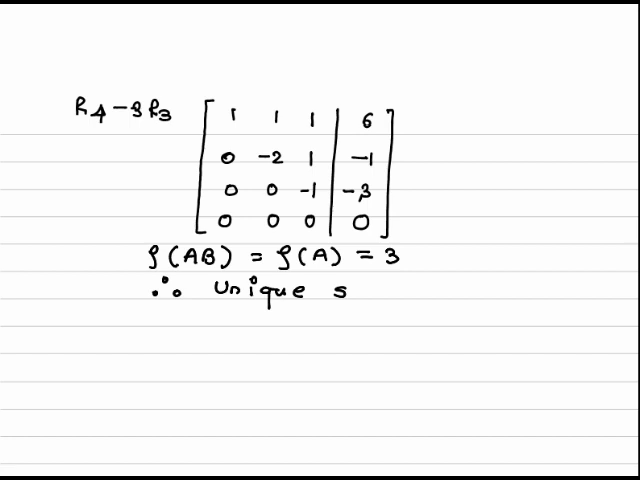 R4-3R3 [ 1 1 1 | 6 ]
0 -2 1 | -1
0 0 -1 | -3
0 0 0 | 0
ρ(AB) = ρ(A) = 3
∴ Unique s